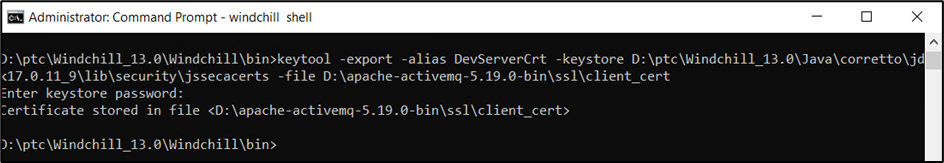 Administrator: Command Prompt - windchill shell
D:\ptc\Windchill_13.0\Windchill\bin>keytool -export -alias DevServerCrt -keystore D:\ptc\Windchill_13.0\Java\corretto\jd
k17.0.11_9\lib\security\jssecacerts -file D:\apache-activemq-5.19.0-bin\ssl\client_cert
Enter keystore password:
Certificate stored in file <D:\apache-activemq-5.19.0-bin\ssl\client_cert>
D:\ptc\Windchill_13.0\Windchill\bin>